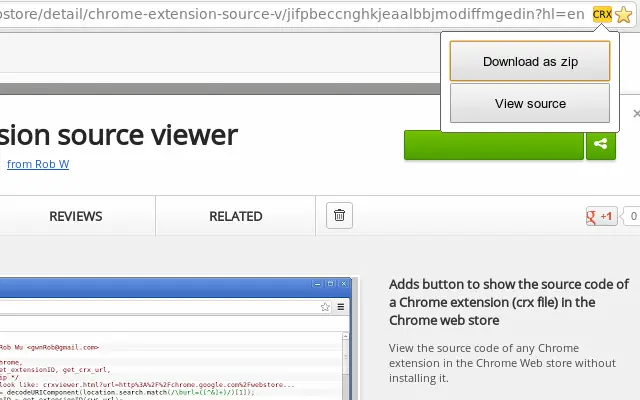 ostore/detail/chrome-extension-source-v/jifpbeccnghkjeaalbbjmodiffmgedin?hl=en
CRX
Download as zip
View source
sion source viewer
from Rob W
REVIEWS
RELATED
+1
0
Adds button to show the source code of
a Chrome extension (crx file) in the
Chrome web store
View the source code of any Chrome
extension in the Chrome Web store without
installing it.
Rob Wu <gwnRob@gmail.com>
hrome,
et extensionID, get_crx_url,
ip */
look like: crxviewer.html?url=http%3A%2F%2Fchrome.google.com%2Fwebstore...
= decodeURIComponent(location.search.match(/\burl=([^&]+)/)[1]);